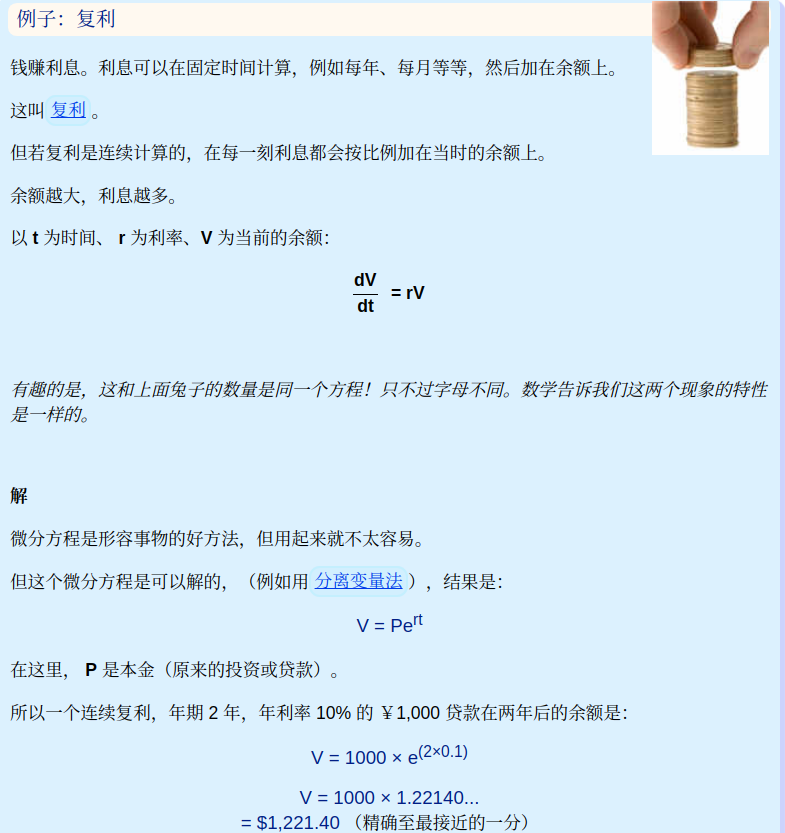 例子：复利
钱赚利息。利息可以在固定时间计算，例如每年、每月等等，然后加在余额上。
这叫 复利 。
但若复利是连续计算的，在每一刻利息都会按比例加在当时的余额上。
余额越大，利息越多。
以 t 为时间、 r 为利率、V 为当前的余额：
dV
dt = rV
有趣的是，这和上面兔子的数量是同一个方程！只不过字母不同。数学告诉我们这两个现象的特性
是一样的。
解
微分方程是形容事物的好方法，但用起来就不太容易。
但这个微分方程是可以解的，（例如用 分离变量法 ），结果是：
V = Pe^rt
在这里， P 是本金（原来的投资或贷款）。
所以一个连续复利，年期 2 年，年利率 10% 的 ￥1,000 贷款在两年后的余额是：
V = 1000 × e^(2×0.1)
V = 1000 × 1.22140...
= $1,221.40 （精确至最接近的一分）